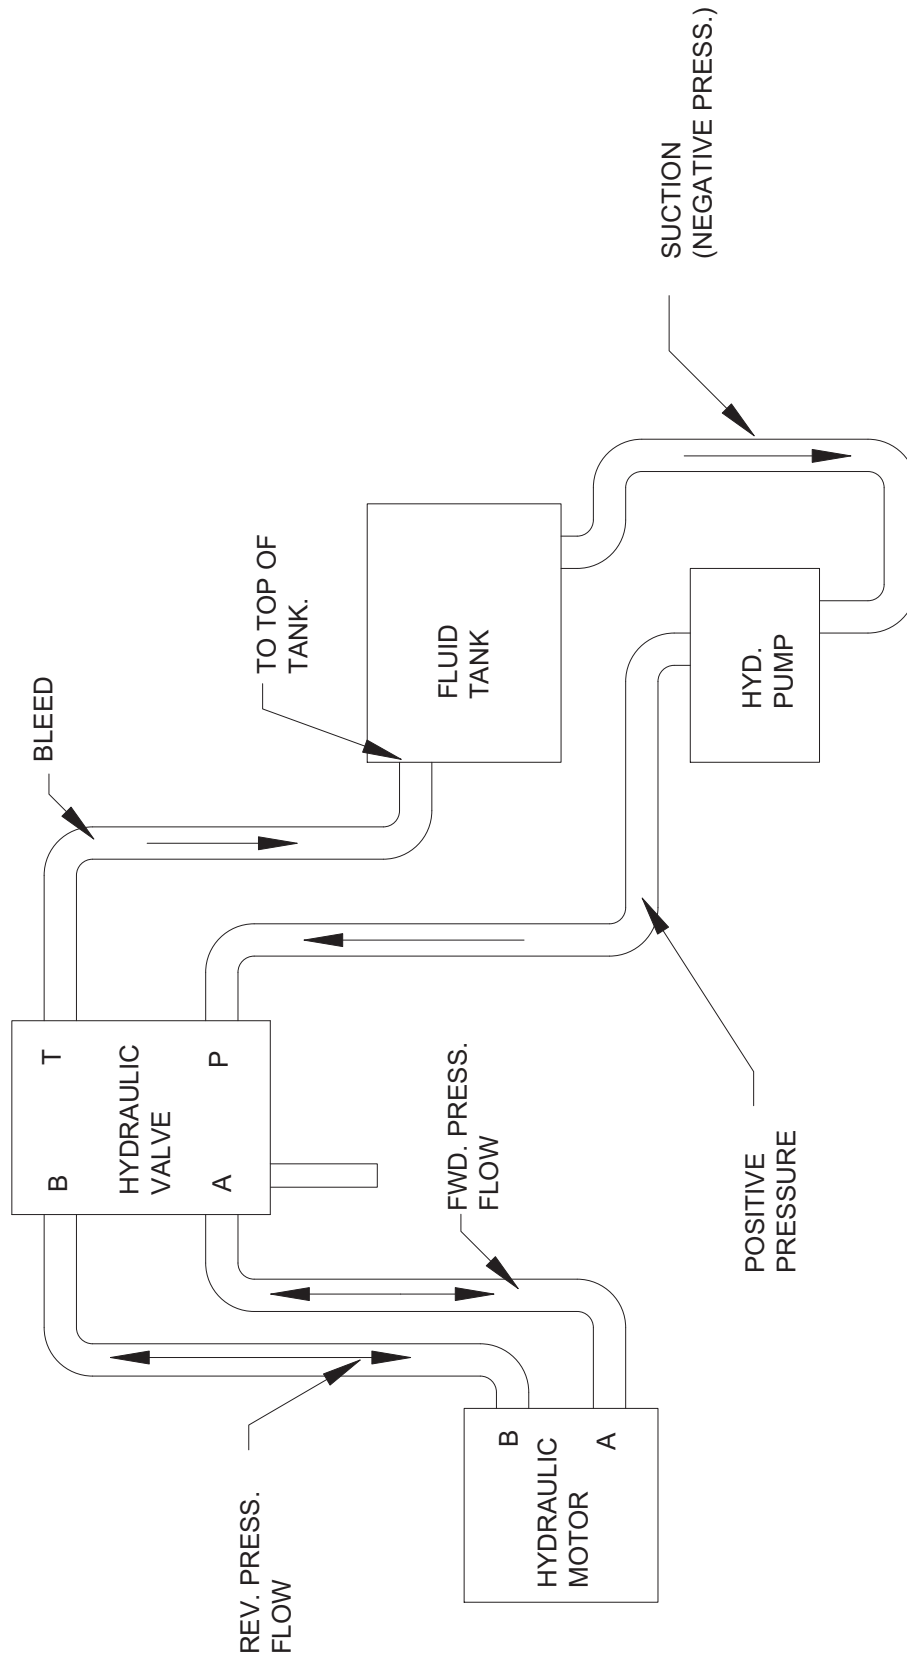 REV. PRESS.
FLOW
HYDRAULIC
MOTOR
B
A
B
T
HYDRAULIC
VALVE
A
P
FWD. PRESS.
FLOW
POSITIVE
PRESSURE
BLEED
TO TOP OF
TANK.
FLUID
TANK
HYD.
PUMP
SUCTION
(NEGATIVE PRESS.)